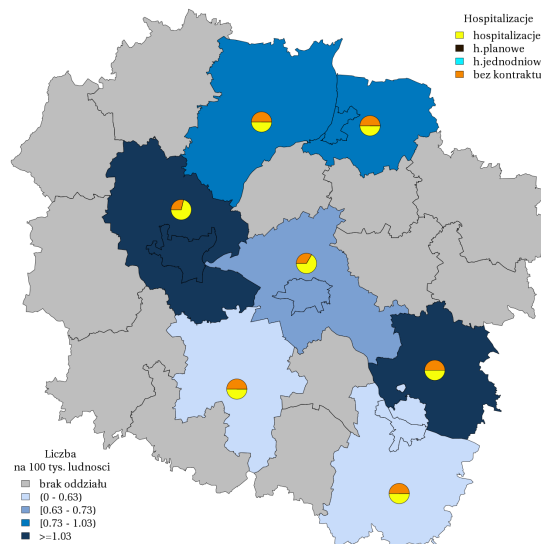 Hospitalizacje
hospitalizacje
h.planowe
h.jednodniow
bez kontraktu
Liczba
na 100 tys. ludnosci
brak oddziału
(0 - 0.63)
[0.63 - 0.73)
[0.73 - 1.03)
>=1.03